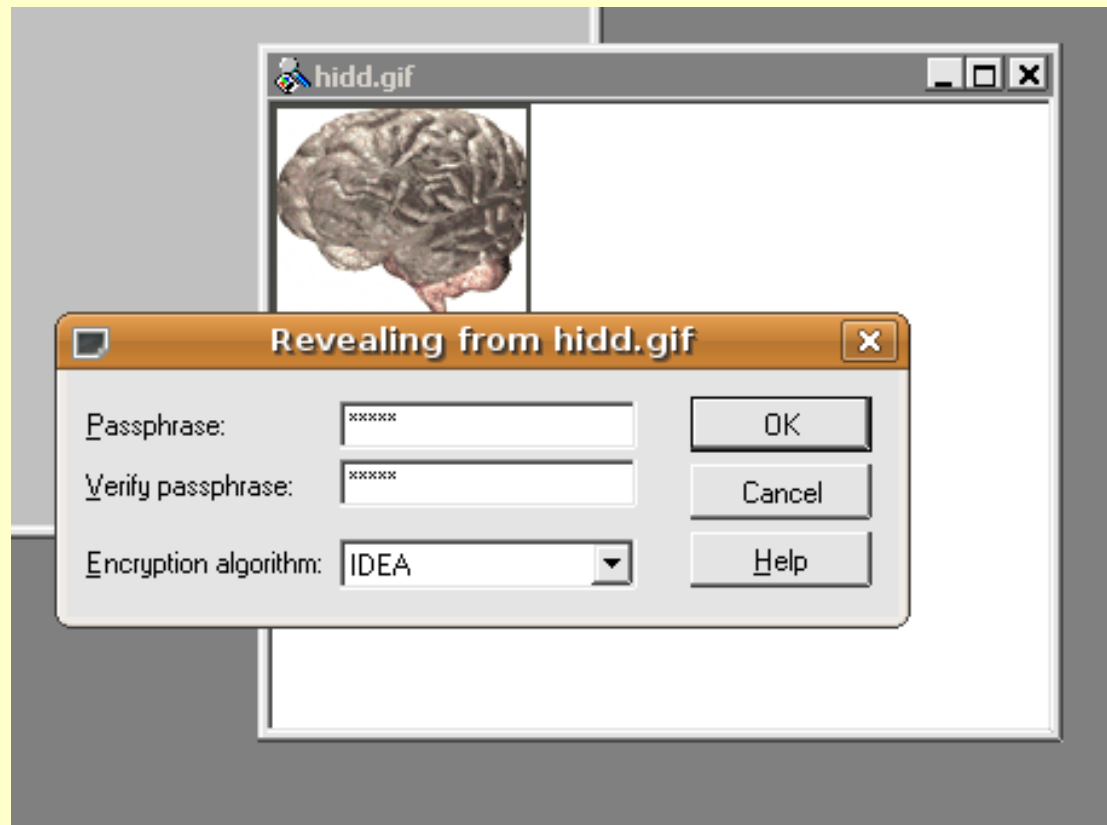 hidd.gif
Revealing from hidd.gif
Passphrase: ***** OK
Verify passphrase: ***** Cancel
Encryption algorithm: IDEA Help